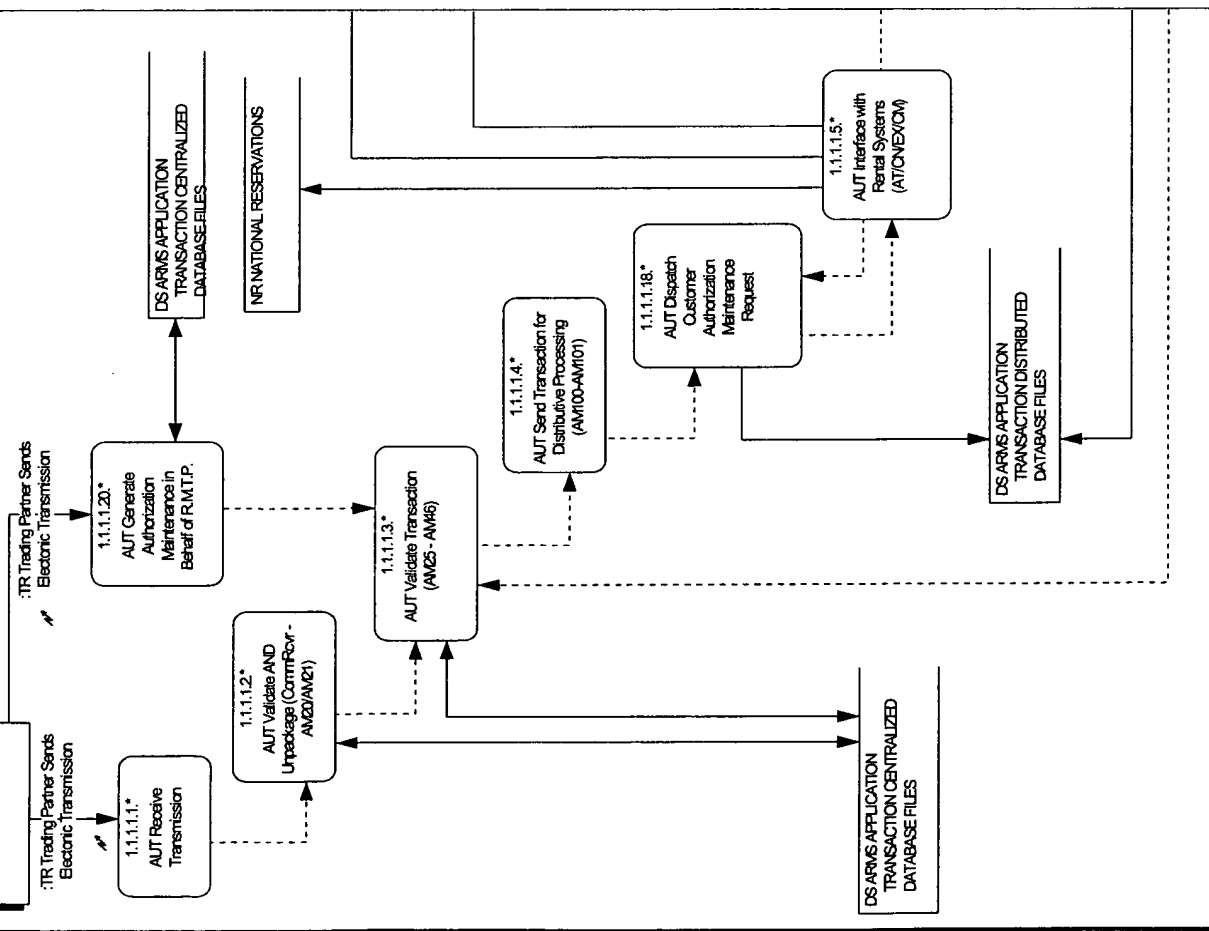 :TR Trading Partner Sends
Electonic Transmission
1.1.1.1.20.*
AUT Generate
Authorization
Maintenance in
Behalf of R.M.T.P.
DS ARMS APPLICATION
TRANSACTION CENTRALIZED
DATABASE FILES
NR NATIONAL RESERVATIONS
:TR Trading Partner Sends
Electonic Transmission
1.1.1.1.1.*
AUT Receive
Transmission
1.1.1.1.2.*
AUT Validate AND
Unpackage (CommRcvr -
AM20/AM21)
1.1.1.1.3.*
AUT Validate Transaction
(AM25 - AM46)
1.1.1.1.4.*
AUT Send Transaction for
Distributive Processing
(AM100-AM101)
1.1.1.1.18.*
AUT Dispatch
Customer
Authorization
Maintenance
Request
1.1.1.1.5.*
AUT Interface with
Rental Systems
(AT/CN/EX/CM)
DS ARMS APPLICATION
TRANSACTION DISTRIBUTED
DATABASE FILES
DS ARMS APPLICATION
TRANSACTION CENTRALIZED
DATABASE FILES